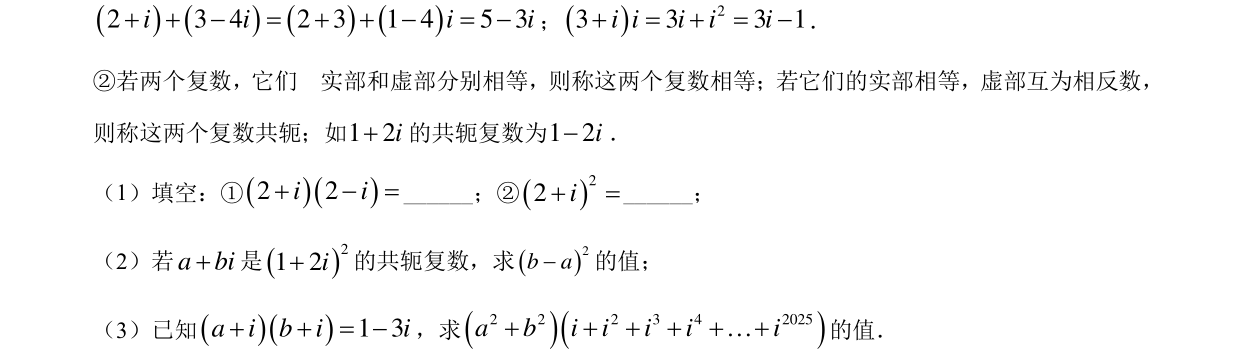 (2+i)+(3−4i)=(2+3)+(1−4)i=5−3i；(3+i)i=3i+i²=3i−1．
②若两个复数，它们 实部和虚部分别相等，则称这两个复数相等；若它们的实部相等，虚部互为相反数，
则称这两个复数共轭；如1+2i的共轭复数为1−2i．
（1）填空：①(2+i)(2−i)=______；②(2+i)²=______；
（2）若a+bi是(1+2i)²的共轭复数，求(b−a)²的值；
（3）已知(a+i)(b+i)=1−3i，求(a²+b²)(i+i²+i³+i⁴+…+i²⁰²⁵)的值．